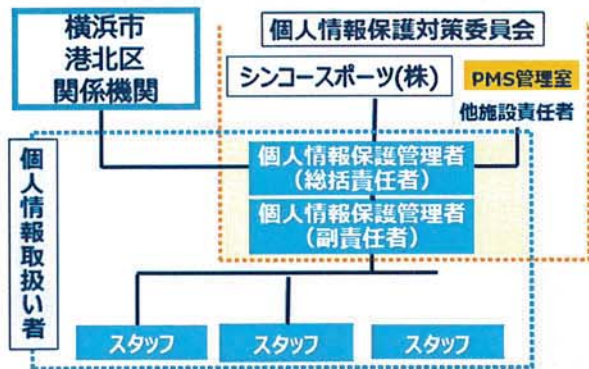 横浜市
港北区
関係機関
個人情報保護対策委員会
シンコースポーツ(株)
PMS管理室
他施設責任者
個人情報保護管理者
(総括責任者)
個人情報保護管理者
(副責任者)
個人情報取扱い者
スタッフ
スタッフ
スタッフ